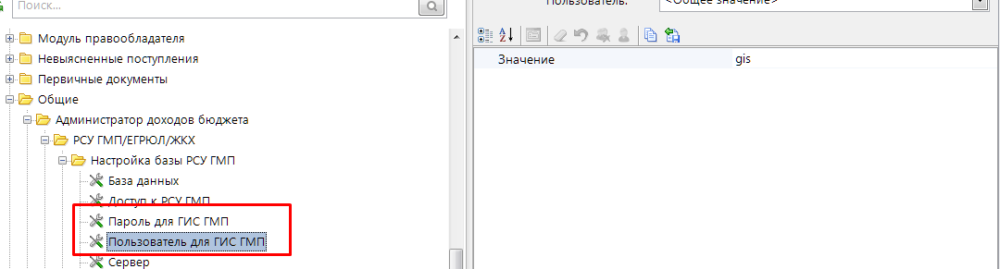 Поиск...
Модуль правообладателя
Невыясненные поступления
Первичные документы
Общие
Администратор доходов бюджета
РСУ ГМП/ЕГРЮЛ/ЖКХ
Настройка базы РСУ ГМП
База данных
Доступ к РСУ ГМП
Пароль для ГИС ГМП
Пользователь для ГИС ГМП
Сервер
Пользователь: <Общее значение>
Значение gis